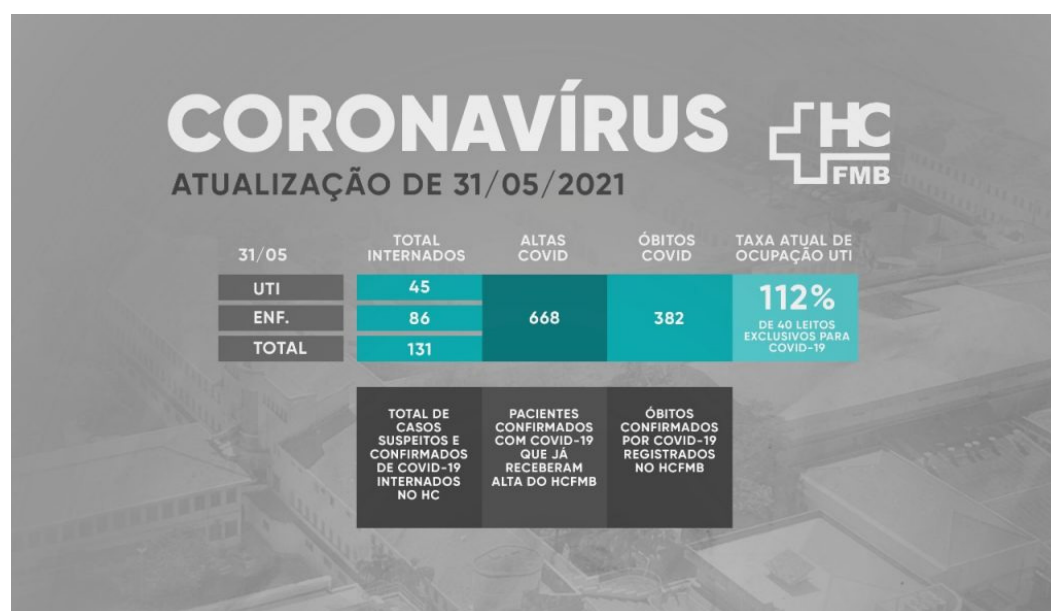 CORONAVÍRUS
HC
FMB
ATUALIZAÇÃO DE 31/05/2021
31/05
TOTAL
INTERNADOS
ALTAS
COVID
ÓBITOS
COVID
TAXA ATUAL DE
OCUPAÇÃO UTI
UTI
45
ENF.
86
TOTAL
131
668
382
112%
DE 40 LEITOS
EXCLUSIVOS PARA
COVID-19
TOTAL DE
CASOS
SUSPEITOS E
CONFIRMADOS
DE COVID-19
INTERNADOS
NO HC
PACIENTES
CONFIRMADOS
COM COVID-19
QUE JÁ
RECEBERAM
ALTA DO HCFMB
ÓBITOS
CONFIRMADOS
POR COVID-19
REGISTRADOS
NO HCFMB